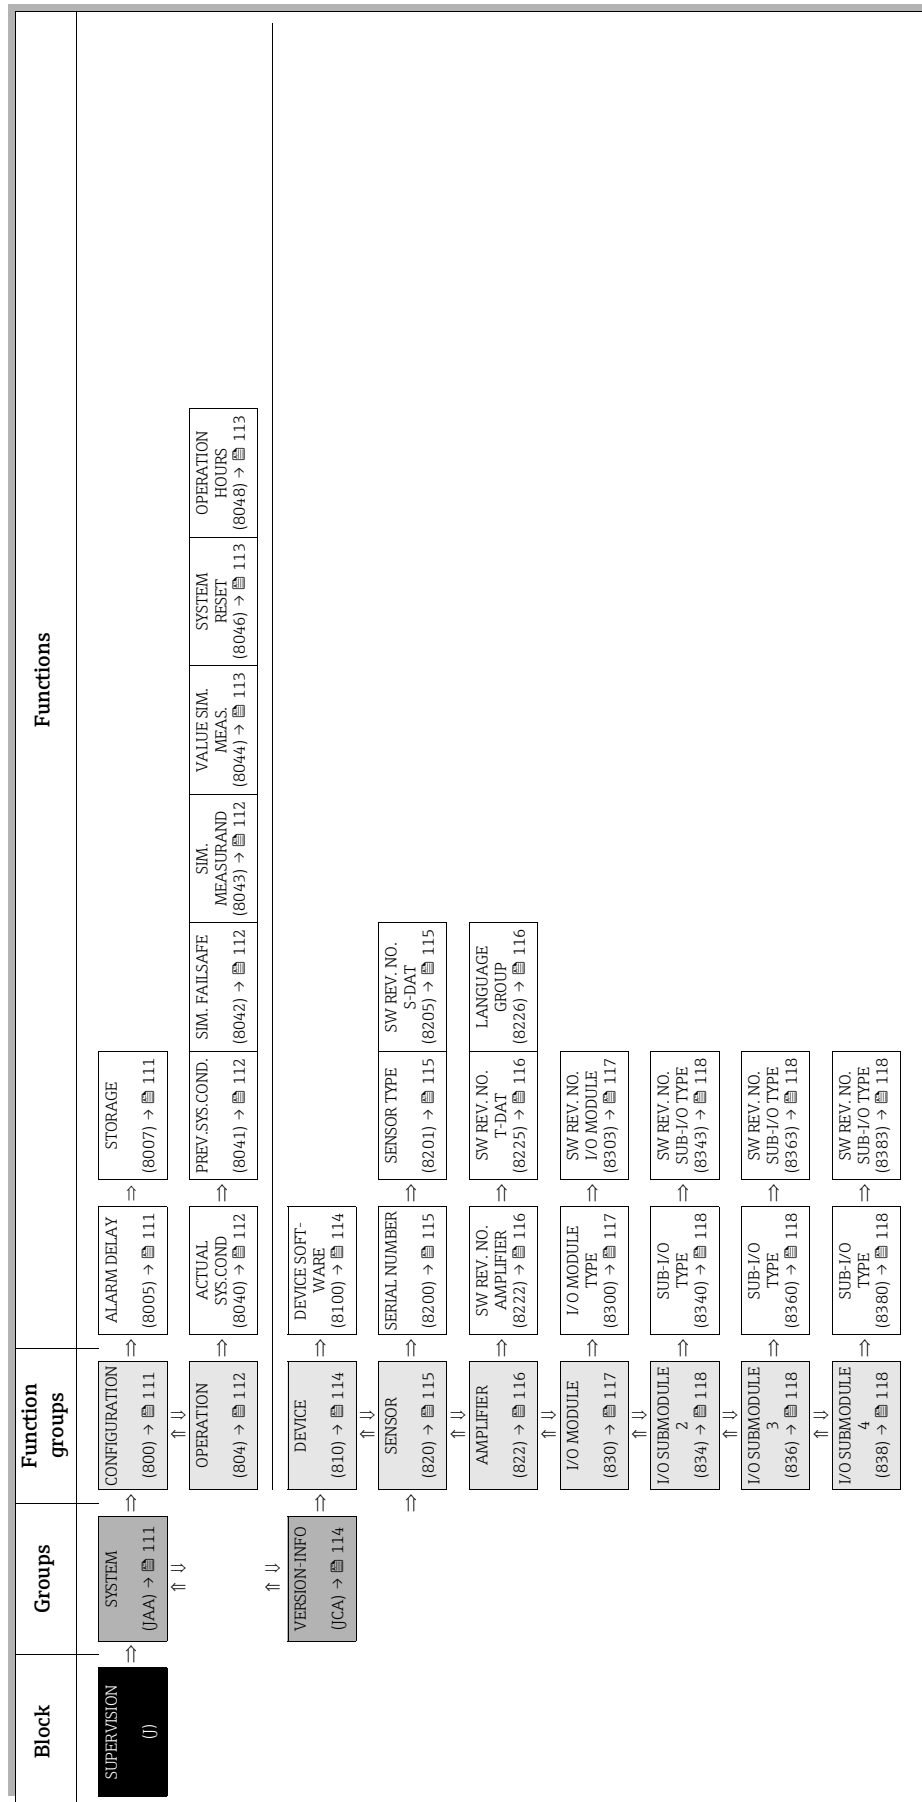 Block
Groups
Function
groups
Functions
SUPERVISION
(J)
⇒
SYSTEM
(JAA) → 111
⇒
CONFIGURATION
(800) → 111
⇒
ALARM DELAY
(8005) → 111
⇒
STORAGE
(8007) → 111
⇑⇓
⇑⇓
OPERATION
(804) → 112
⇒
ACTUAL
SYS.COND
(8040) → 112
⇒
PREV.SYS.COND.
(8041) → 112
SIM. FAILSAFE
(8042) → 112
SIM.
MEASURAND
(8043) → 112
VALUE SIM.
MEAS.
(8044) → 113
SYSTEM
RESET
(8046) → 113
OPERATION
HOURS
(8048) → 113
⇑⇓
VERSION-INFO
(JCA) → 114
⇒
DEVICE
(810) → 114
⇒
DEVICE SOFT-
WARE
(8100) → 114
⇑⇓
⇒
SENSOR
(820) → 115
⇒
SERIAL NUMBER
(8200) → 115
⇒
SENSOR TYPE
(8201) → 115
SW REV. NO.
S-DAT
(8205) → 115
⇑⇓
AMPLIFIER
(822) → 116
⇒
SW REV. NO.
AMPLIFIER
(8222) → 116
⇒
SW REV. NO.
T-DAT
(8225) → 116
LANGUAGE
GROUP
(8226) → 116
⇑⇓
I/O MODULE
(830) → 117
⇒
I/O MODULE
TYPE
(8300) → 117
⇒
SW REV. NO.
I/O MODULE
(8303) → 117
⇑⇓
I/O SUBMODULE
2
(834) → 118
⇒
SUB-I/O
TYPE
(8340) → 118
⇒
SW REV. NO.
SUB-I/O TYPE
(8343) → 118
⇑⇓
I/O SUBMODULE
3
(836) → 118
⇒
SUB-I/O
TYPE
(8360) → 118
⇒
SW REV. NO.
SUB-I/O TYPE
(8363) → 118
⇑⇓
I/O SUBMODULE
4
(838) → 118
⇒
SUB-I/O
TYPE
(8380) → 118
⇒
SW REV. NO.
SUB-I/O TYPE
(8383) → 118